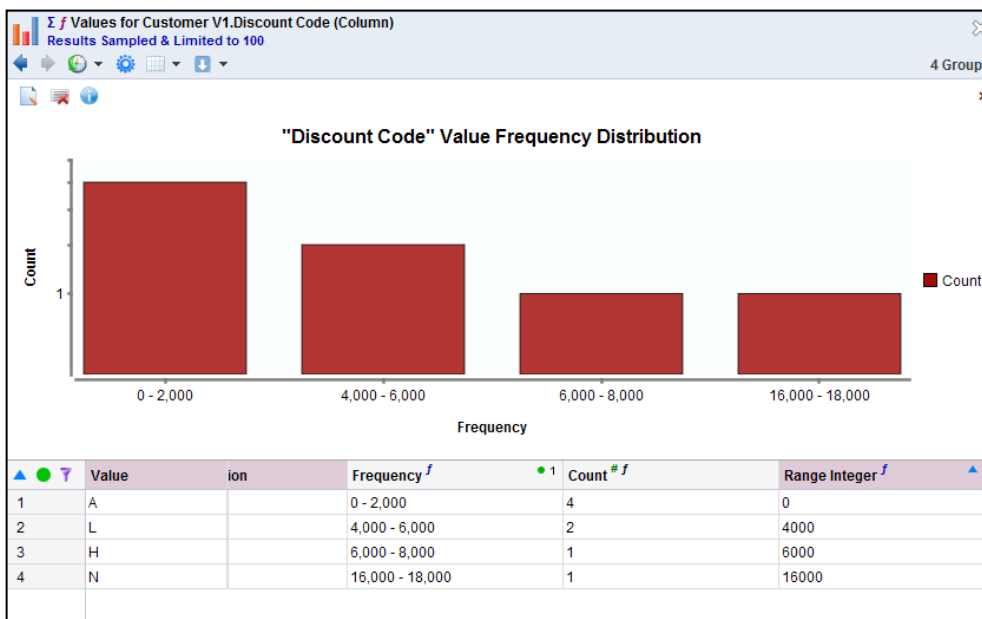 Σ ƒ Values for Customer V1.Discount Code (Column)
Results Sampled & Limited to 100
4 Group
"Discount Code" Value Frequency Distribution
Count
1
Count
0 - 2,000 4,000 - 6,000 6,000 - 8,000 16,000 - 18,000
Frequency
Value ion Frequency ƒ 1 Count # ƒ Range Integer ƒ
1 A 0 - 2,000 4 0
2 L 4,000 - 6,000 2 4000
3 H 6,000 - 8,000 1 6000
4 N 16,000 - 18,000 1 16000